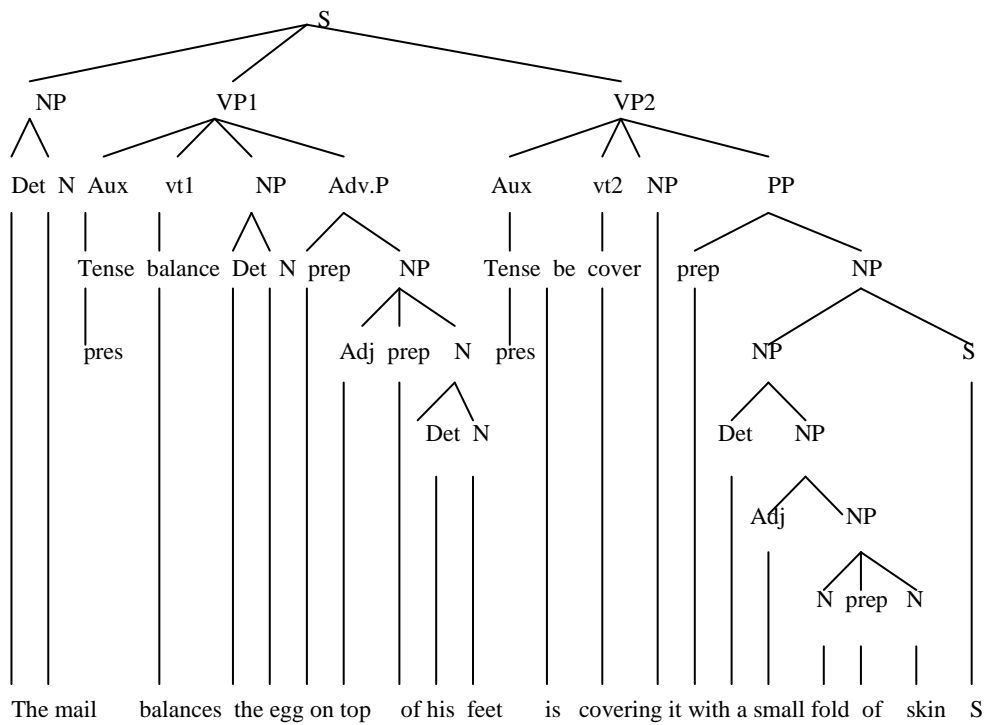 S
NP VP1 VP2
Det N Aux vt1 NP Adv.P Aux vt2 NP PP
Tense balance Det N prep NP Tense be cover prep NP
pres Adj prep N pres NP S
Det N Det NP
Adj NP
N prep N
The mail balances the egg on top of his feet is covering it with a small fold of skin S